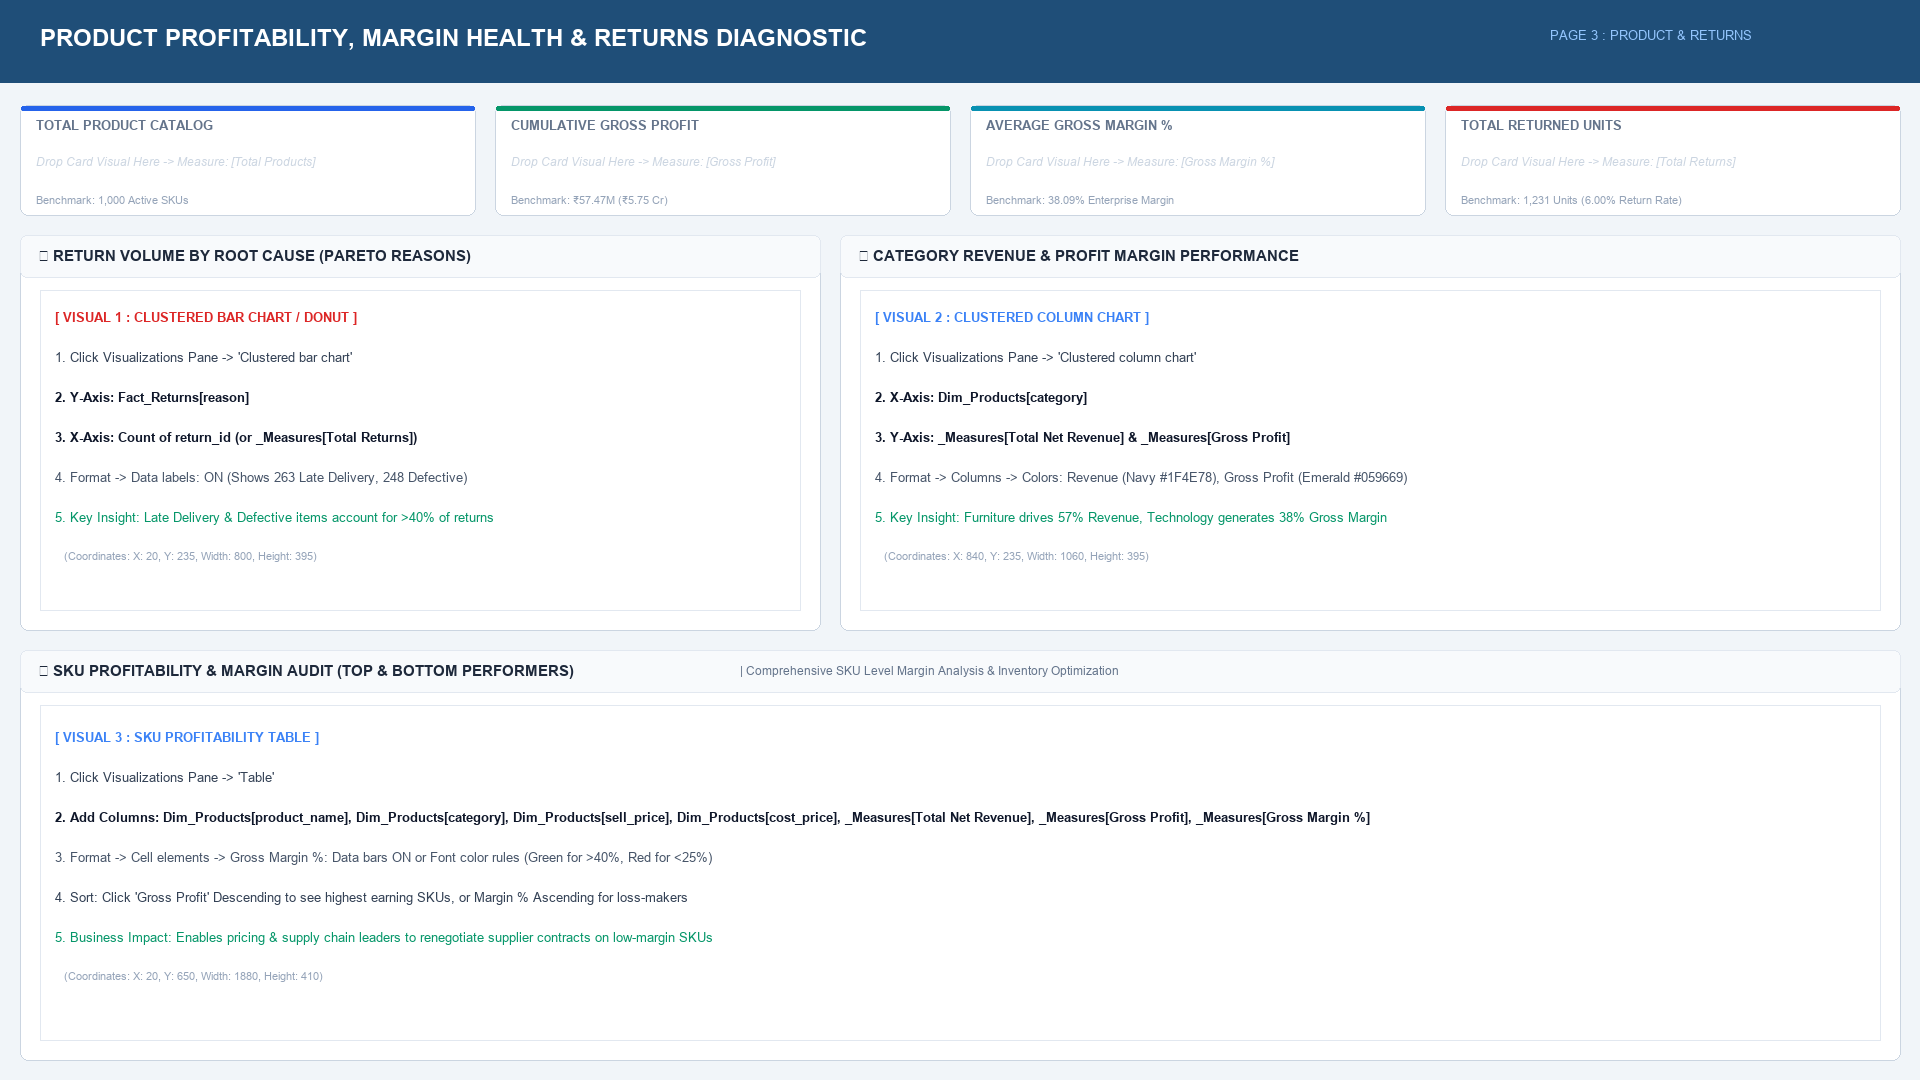 PRODUCT PROFITABILITY, MARGIN HEALTH & RETURNS DIAGNOSTIC
PAGE 3 : PRODUCT & RETURNS
TOTAL PRODUCT CATALOG
Drop Card Visual Here -> Measure: [Total Products]
Benchmark: 1,000 Active SKUs
CUMULATIVE GROSS PROFIT
Drop Card Visual Here -> Measure: [Gross Profit]
Benchmark: ₹57.47M (₹5.75 Cr)
AVERAGE GROSS MARGIN %
Drop Card Visual Here -> Measure: [Gross Margin %]
Benchmark: 38.09% Enterprise Margin
TOTAL RETURNED UNITS
Drop Card Visual Here -> Measure: [Total Returns]
Benchmark: 1,231 Units (6.00% Return Rate)
RETURN VOLUME BY ROOT CAUSE (PARETO REASONS)
[ VISUAL 1 : CLUSTERED BAR CHART / DONUT ]
1. Click Visualizations Pane -> 'Clustered bar chart'
2. Y-Axis: Fact_Returns[reason]
3. X-Axis: Count of return_id (or _Measures[Total Returns])
4. Format -> Data labels: ON (Shows 263 Late Delivery, 248 Defective)
5. Key Insight: Late Delivery & Defective items account for >40% of returns
(Coordinates: X: 20, Y: 235, Width: 800, Height: 395)
CATEGORY REVENUE & PROFIT MARGIN PERFORMANCE
[ VISUAL 2 : CLUSTERED COLUMN CHART ]
1. Click Visualizations Pane -> 'Clustered column chart'
2. X-Axis: Dim_Products[category]
3. Y-Axis: _Measures[Total Net Revenue] & _Measures[Gross Profit]
4. Format -> Columns -> Colors: Revenue (Navy #1F4E78), Gross Profit (Emerald #059669)
5. Key Insight: Furniture drives 57% Revenue, Technology generates 38% Gross Margin
(Coordinates: X: 840, Y: 235, Width: 1060, Height: 395)
SKU PROFITABILITY & MARGIN AUDIT (TOP & BOTTOM PERFORMERS)
| Comprehensive SKU Level Margin Analysis & Inventory Optimization
[ VISUAL 3 : SKU PROFITABILITY TABLE ]
1. Click Visualizations Pane -> 'Table'
2. Add Columns: Dim_Products[product_name], Dim_Products[category], Dim_Products[sell_price], Dim_Products[cost_price], _Measures[Total Net Revenue], _Measures[Gross Profit], _Measures[Gross Margin %]
3. Format -> Cell elements -> Gross Margin %: Data bars ON or Font color rules (Green for >40%, Red for <25%)
4. Sort: Click 'Gross Profit' Descending to see highest earning SKUs, or Margin % Ascending for loss-makers
5. Business Impact: Enables pricing & supply chain leaders to renegotiate supplier contracts on low-margin SKUs
(Coordinates: X: 20, Y: 650, Width: 1880, Height: 410)